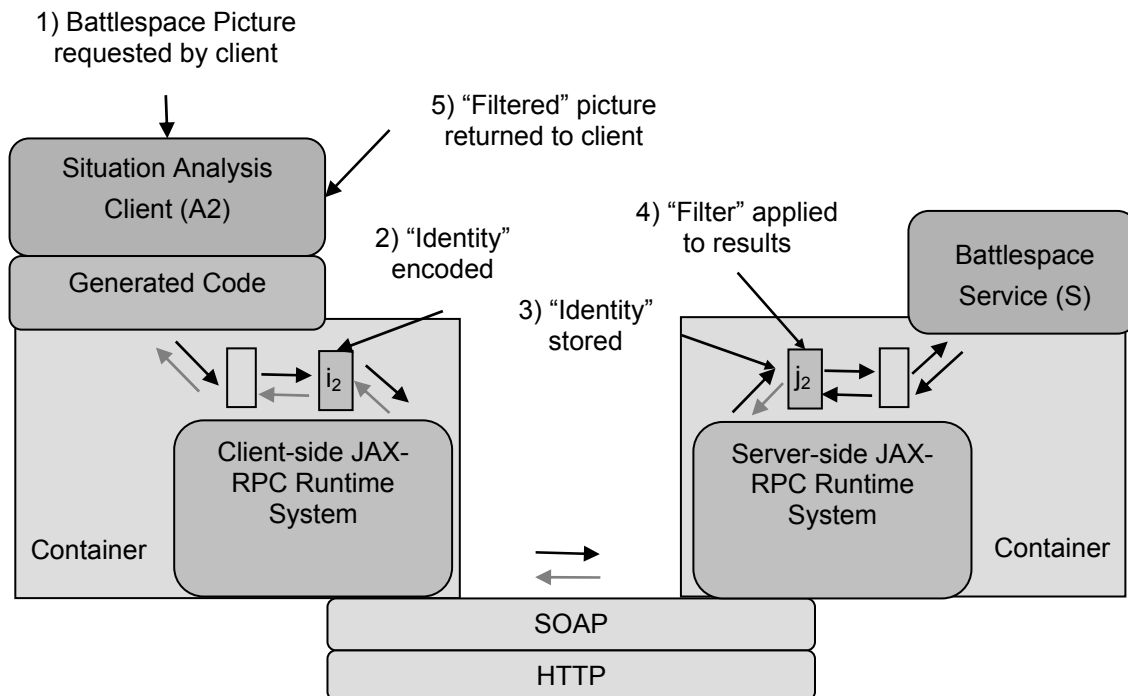 1) Battlespace Picture
requested by client
5) “Filtered” picture
returned to client
Situation Analysis
Client (A2)
4) “Filter” applied
to results
2) “Identity”
encoded
Battlespace
Service (S)
Generated Code
3) “Identity”
stored
i₂
j₂
Client-side JAX-
RPC Runtime
System
Server-side JAX-
RPC Runtime
System
Container
Container
SOAP
HTTP